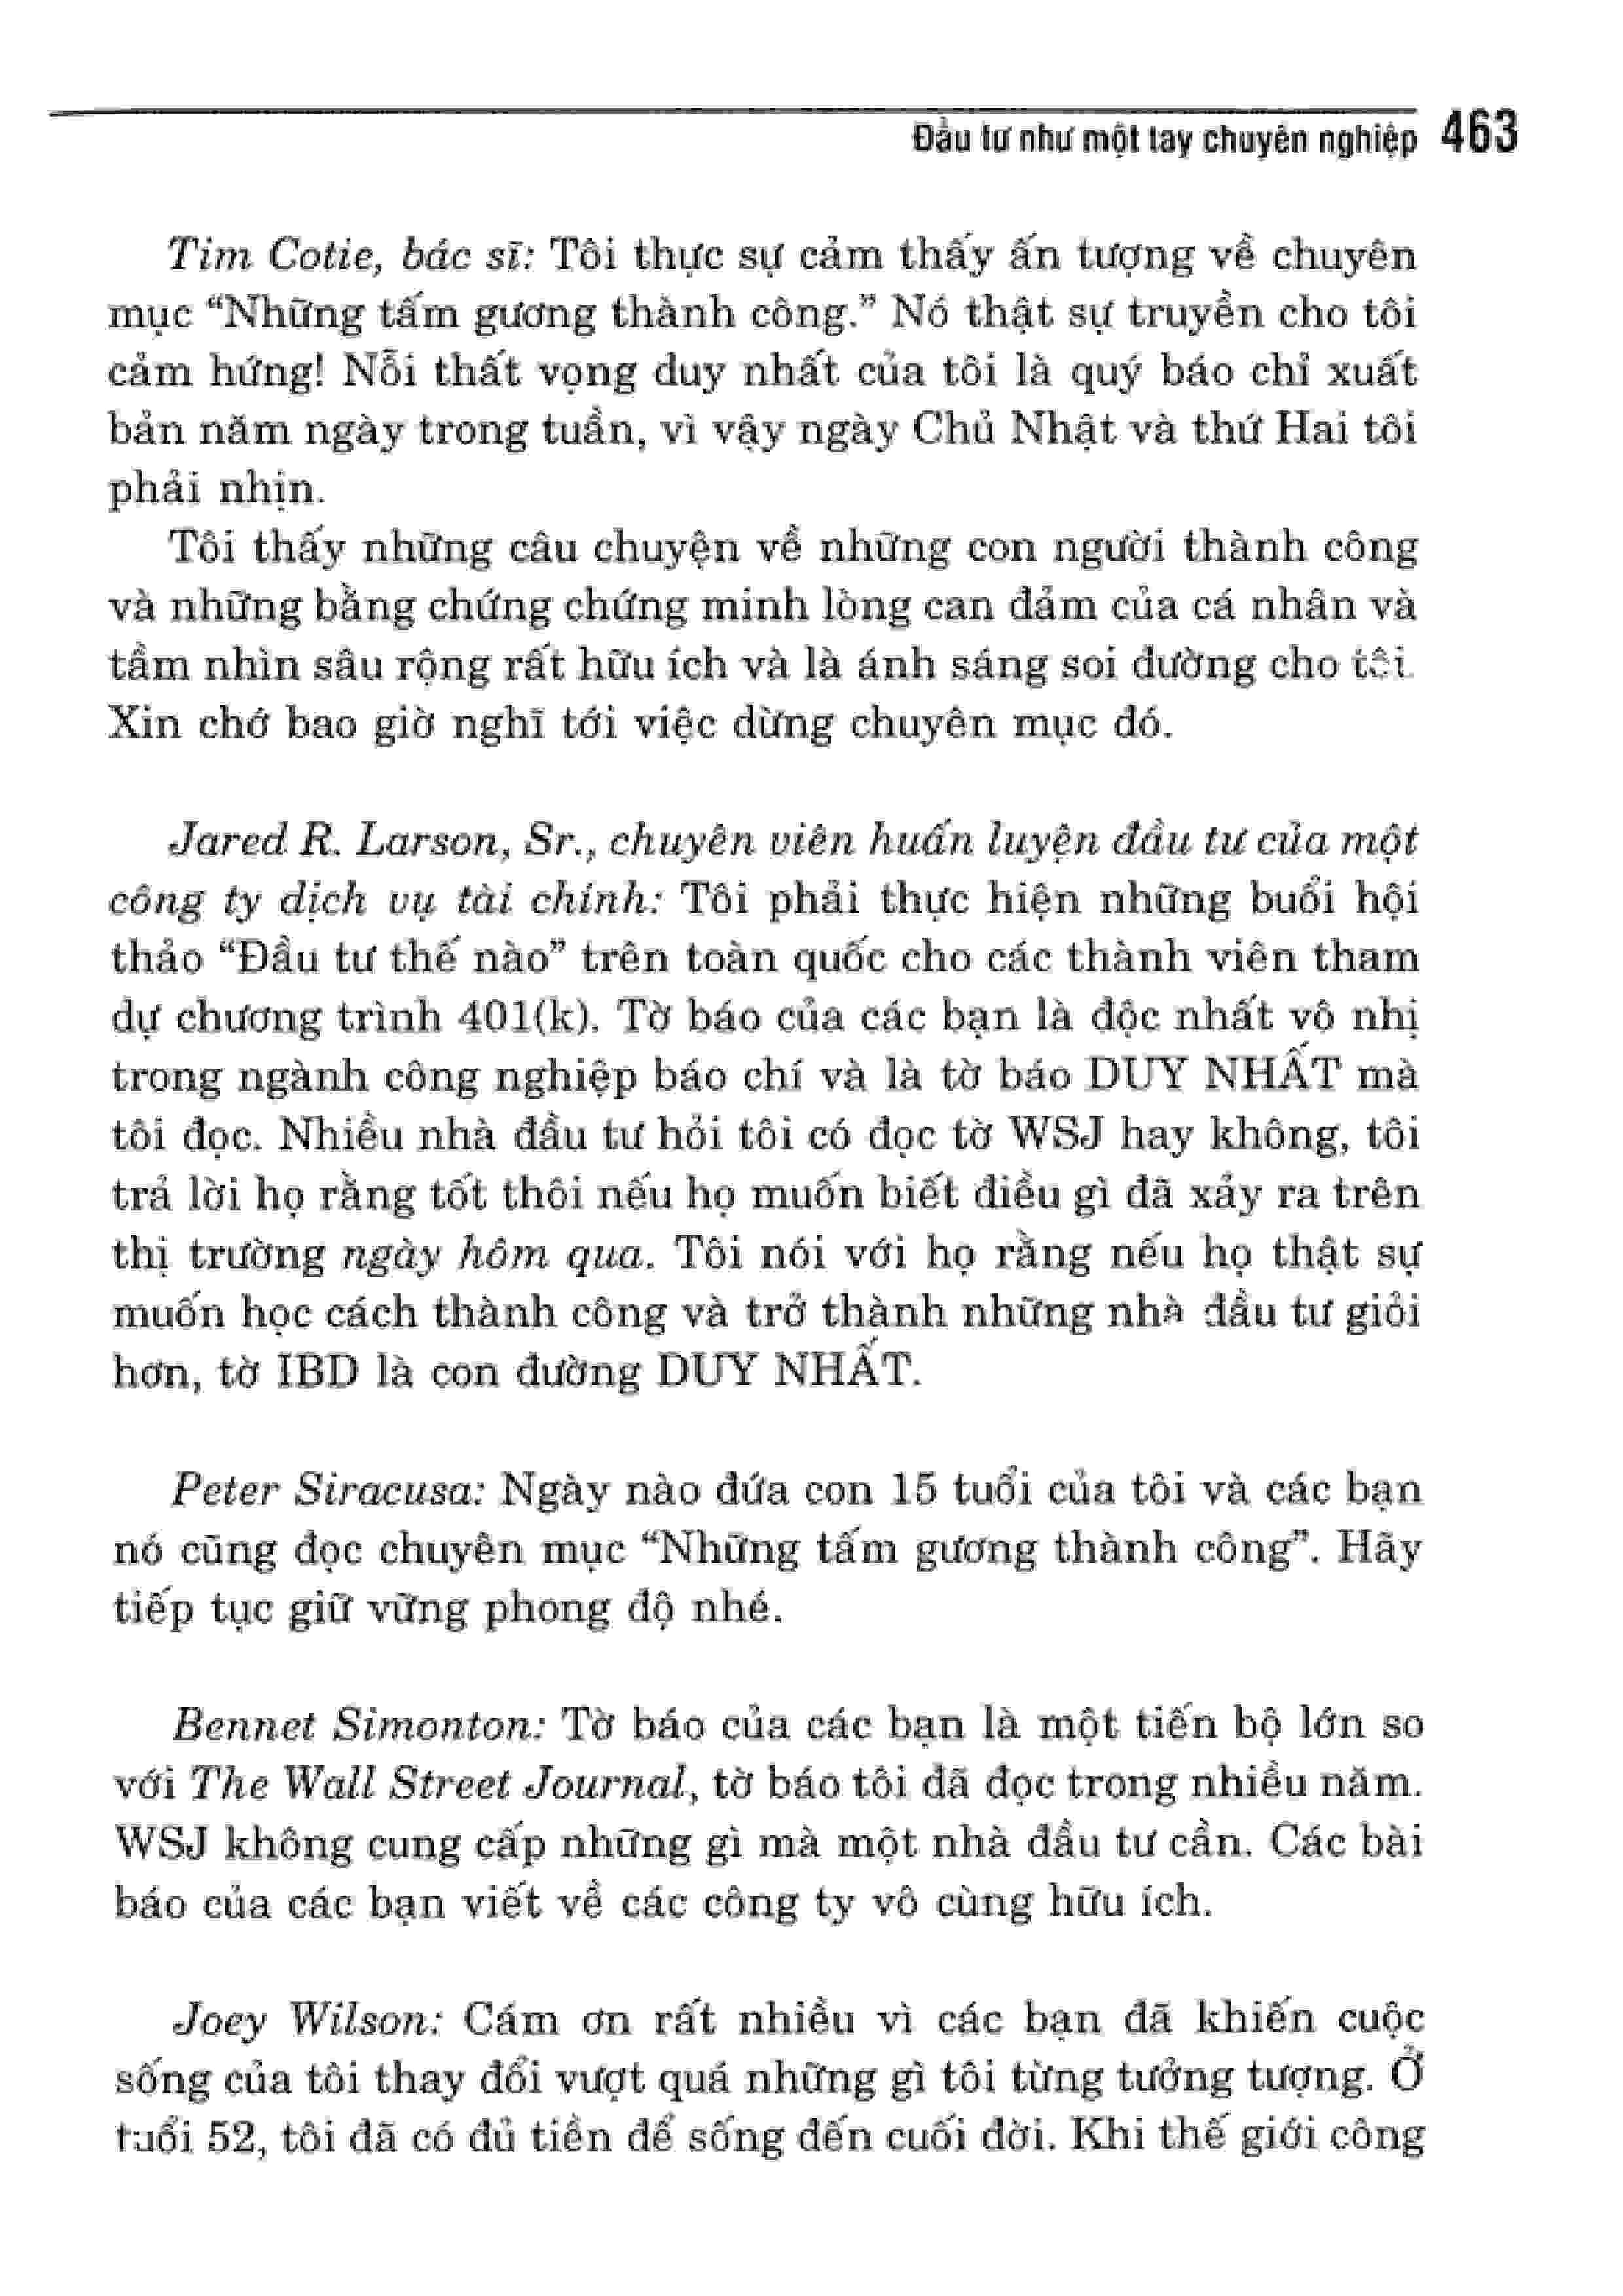 Đầu tư như một tay chuyên nghiệp 463
Tim Cotie, bác sĩ: Tôi thực sự cảm thấy ấn tượng về chuyên
mục “Những tấm gương thành công.” Nó thật sự truyền cho tôi
cảm hứng! Nỗi thất vọng duy nhất của tôi là quý báo chỉ xuất
bản năm ngày trong tuần, vì vậy ngày Chủ Nhật và thứ Hai tôi
phải nhịn.
Tôi thấy những câu chuyện về những con người thành công
và những bằng chứng chứng minh lòng can đảm của cá nhân và
tầm nhìn sâu rộng rất hữu ích và là ánh sáng soi đường cho tôi.
Xin chớ bao giờ nghĩ tới việc dừng chuyên mục đó.
Jared R. Larson, Sr., chuyên viên huấn luyện đầu tư của một
công ty dịch vụ tài chính: Tôi phải thực hiện những buổi hội
thảo “Đầu tư thế nào” trên toàn quốc cho các thành viên tham
dự chương trình 401(k). Tờ báo của các bạn là độc nhất vô nhị
trong ngành công nghiệp báo chí và là tờ báo DUY NHẤT mà
tôi đọc. Nhiều nhà đầu tư hỏi tôi có đọc tờ WSJ hay không, tôi
trả lời họ rằng tốt thôi nếu họ muốn biết điều gì đã xảy ra trên
thị trường ngày hôm qua. Tôi nói với họ rằng nếu họ thật sự
muốn học cách thành công và trở thành những nhà đầu tư giỏi
hơn, tờ IBD là con đường DUY NHẤT.
Peter Siracusa: Ngày nào đứa con 15 tuổi của tôi và các bạn
nó cũng đọc chuyên mục “Những tấm gương thành công”. Hãy
tiếp tục giữ vững phong độ nhé.
Bennet Simonton: Tờ báo của các bạn là một tiến bộ lớn so
với The Wall Street Journal, tờ báo tôi đã đọc trong nhiều năm.
WSJ không cung cấp những gì mà một nhà đầu tư cần. Các bài
báo của các bạn viết về các công ty vô cùng hữu ích.
Joey Wilson: Cám ơn rất nhiều vì các bạn đã khiến cuộc
sống của tôi thay đổi vượt quá những gì tôi từng tưởng tượng. Ở
tuổi 52, tôi đã có đủ tiền để sống đến cuối đời. Khi thế giới công